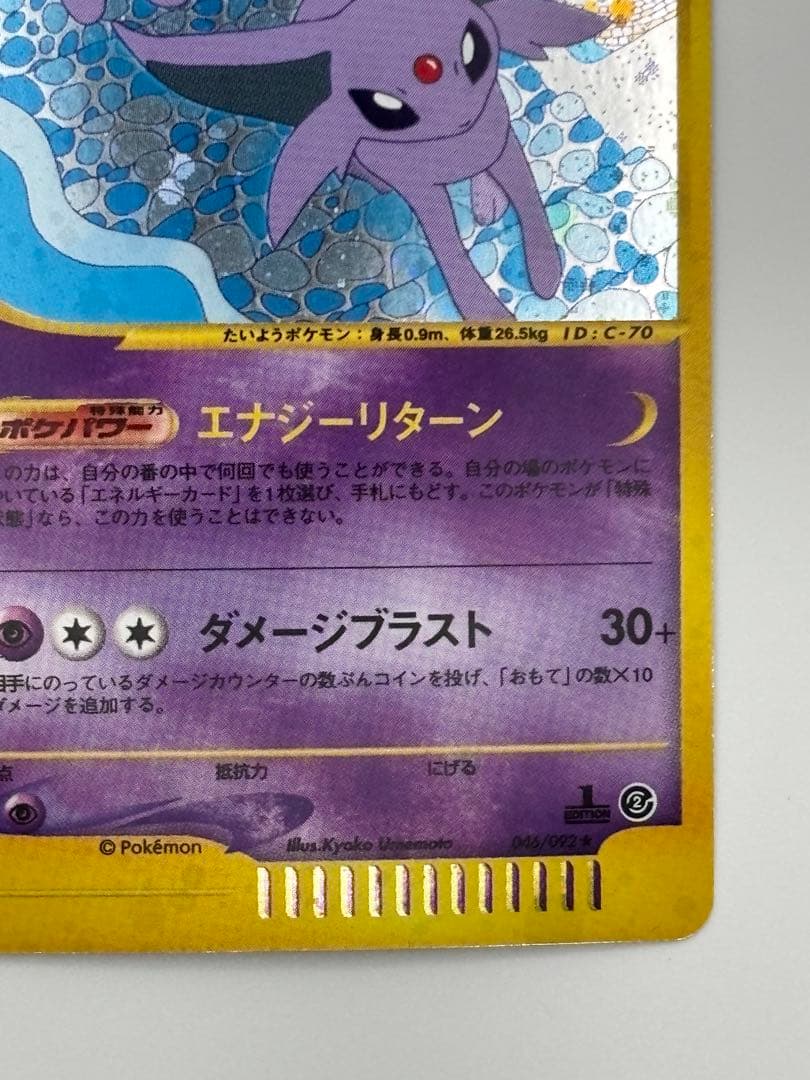 たいようポケモン：身長0.9m、体重26.5kg ID：C-70
特殊能力
ポケパワー エナジーリターン
の力は、自分の番の中で何回でも使うことができる。自分の場のポケモンに
いている「エネルギーカード」を1枚選び、手札にもどす。このポケモンが「特殊
態」なら、この力を使うことはできない。
ダメージブラスト 30+
相手にのっているダメージカウンターの数ぶんコインを投げ、「おもて」の数×10
ダメージを追加する。
点 抵抗力 にげる
1 EDITION 2
© Pokémon Illus.Kyoko Umemoto 046/092★